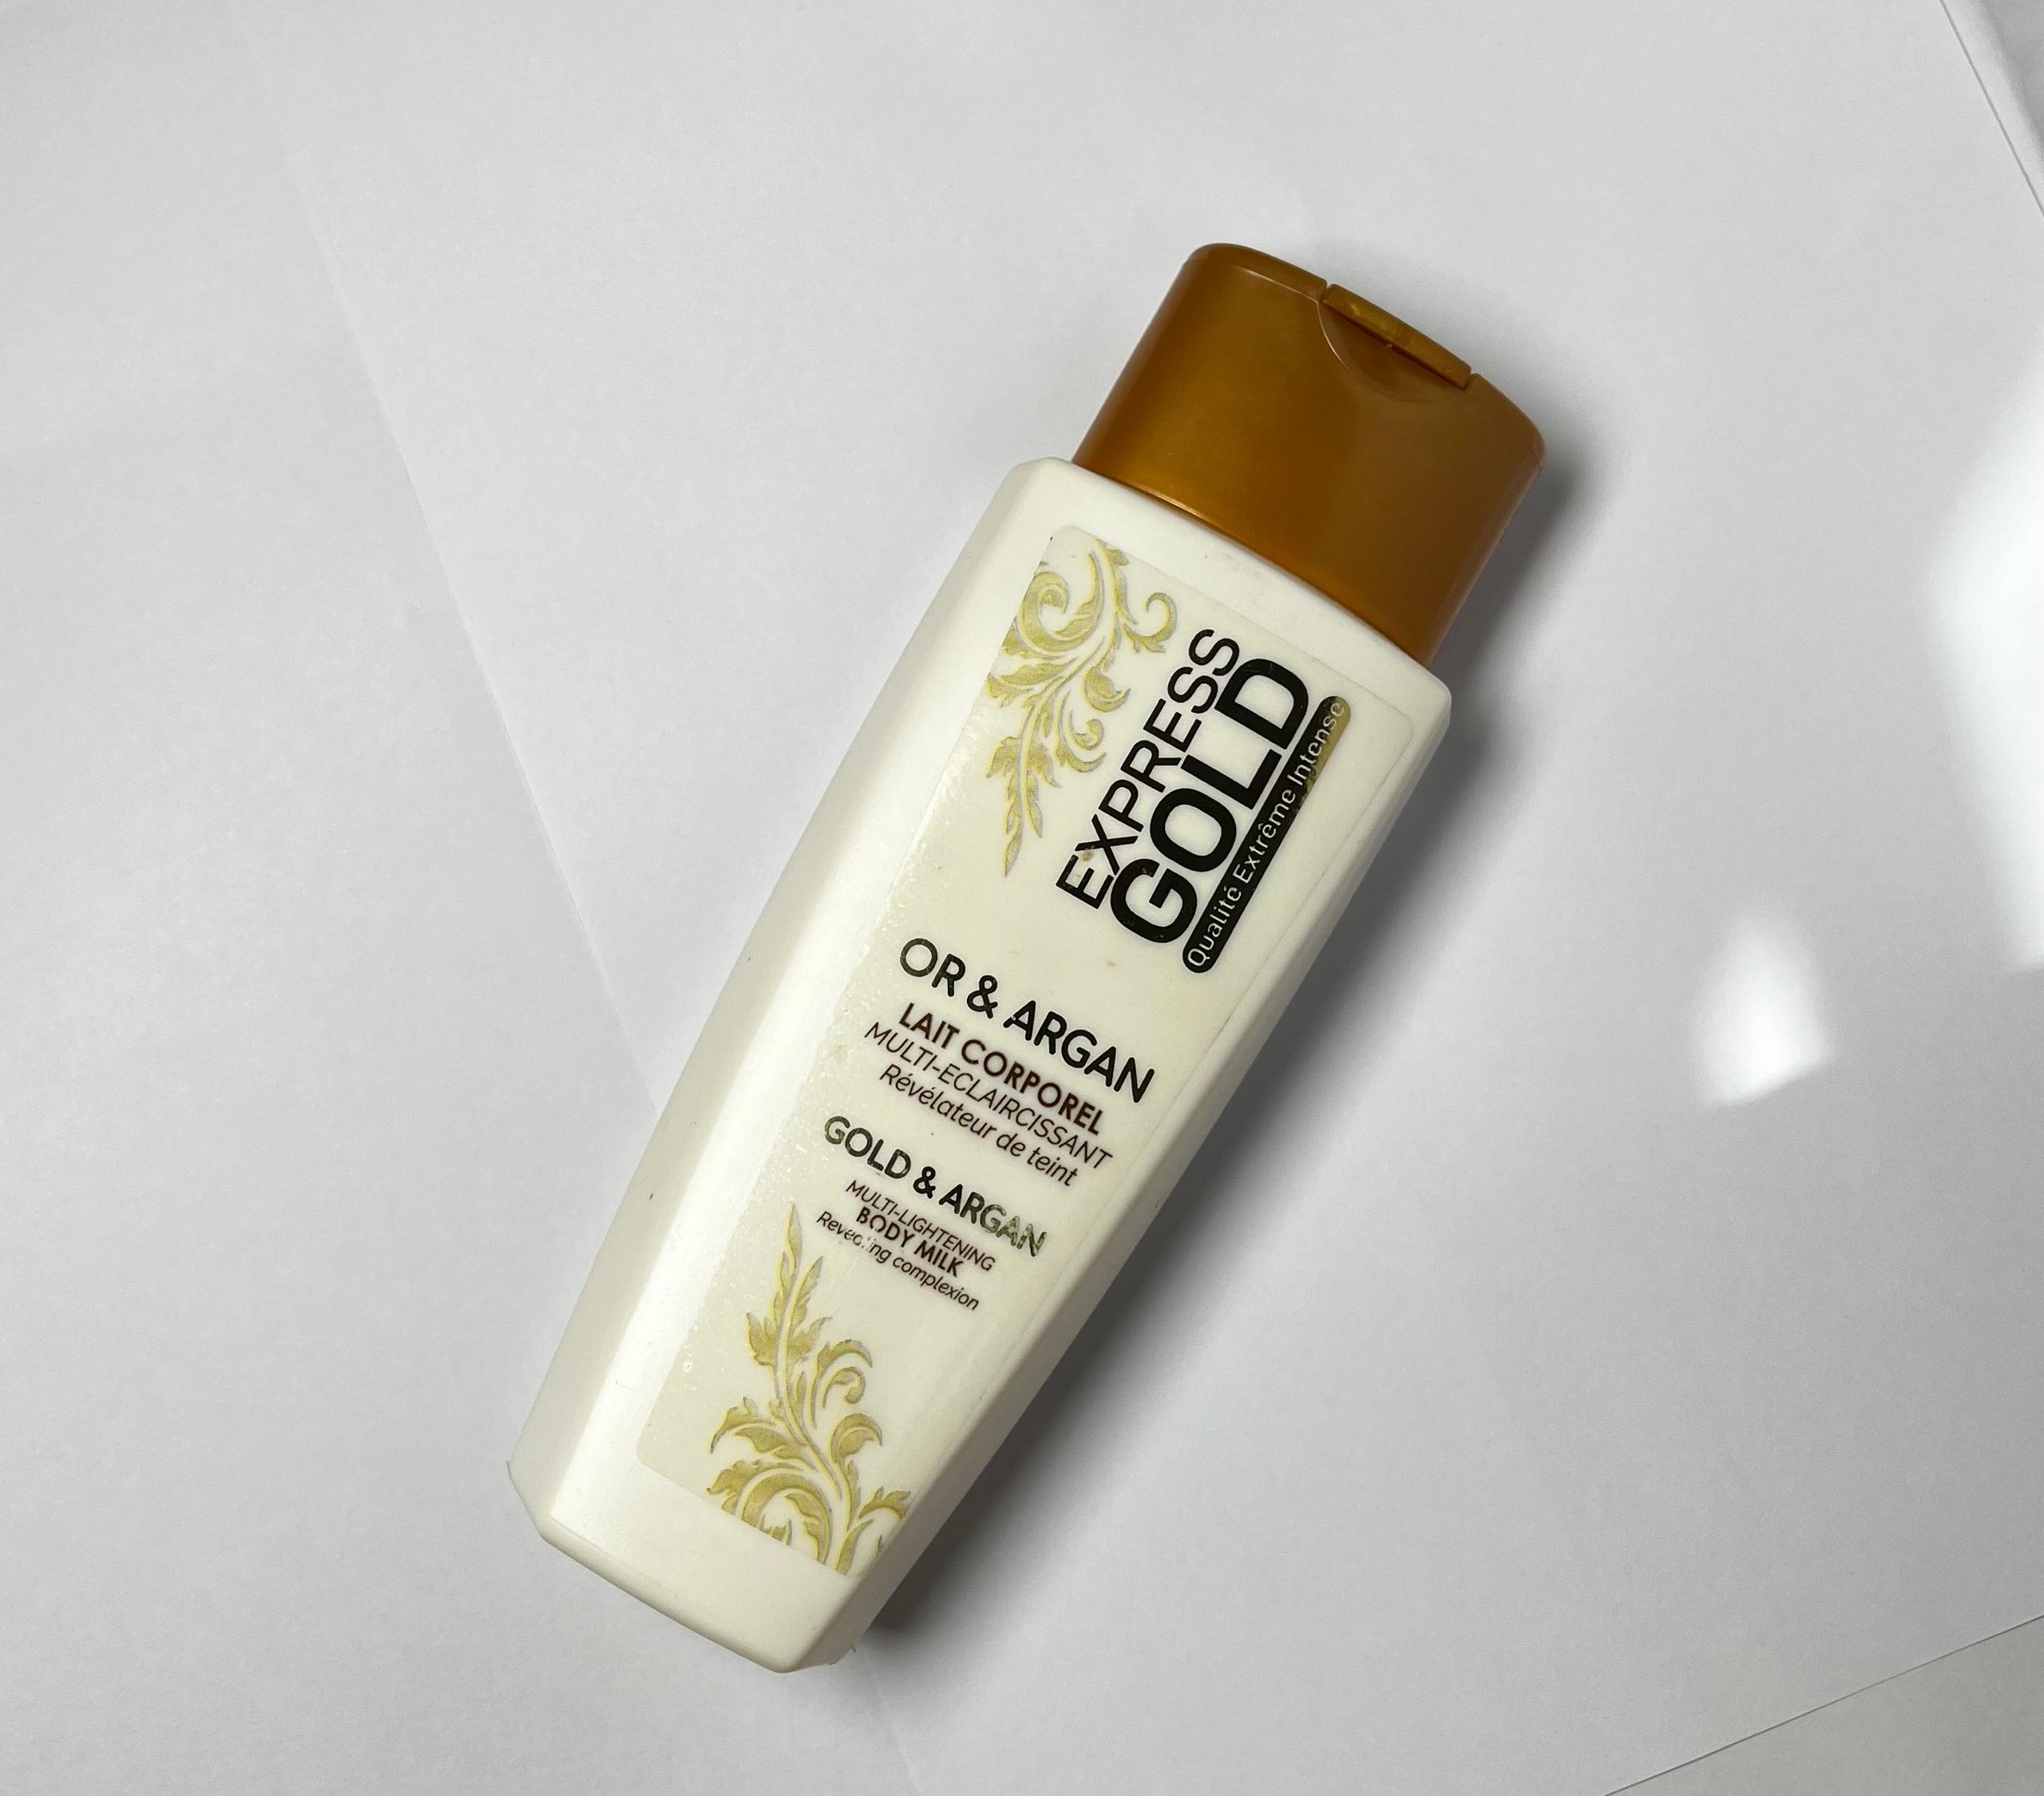 EXPRESS
GOLD
Qualité Extrême Intense
OR & ARGAN
LAIT CORPOREL
MULTI-ECLAIRCISSANT
Révélateur de teint
GOLD & ARGAN
MULTI-LIGHTENING
BODY MILK
Revealing complexion